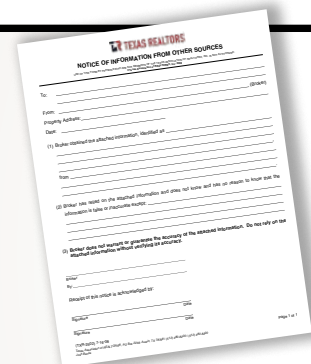 TEXAS REALTORS
NOTICE OF INFORMATION FROM OTHER SOURCES
To:
From: (Broker)
Property Address:
Date:
(1) Broker obtained the attached information, identified as
from
(2) Broker has relied on the attached information and does not know and has no reason to know that the
information is false or inaccurate except:
(3) Broker does not warrant or guarantee the accuracy of the attached information. Do not rely on the
attached information without verifying its accuracy.
Broker
By:
Receipt of this notice is acknowledged by:
Signature Date
Signature Date
Page 1 of 1